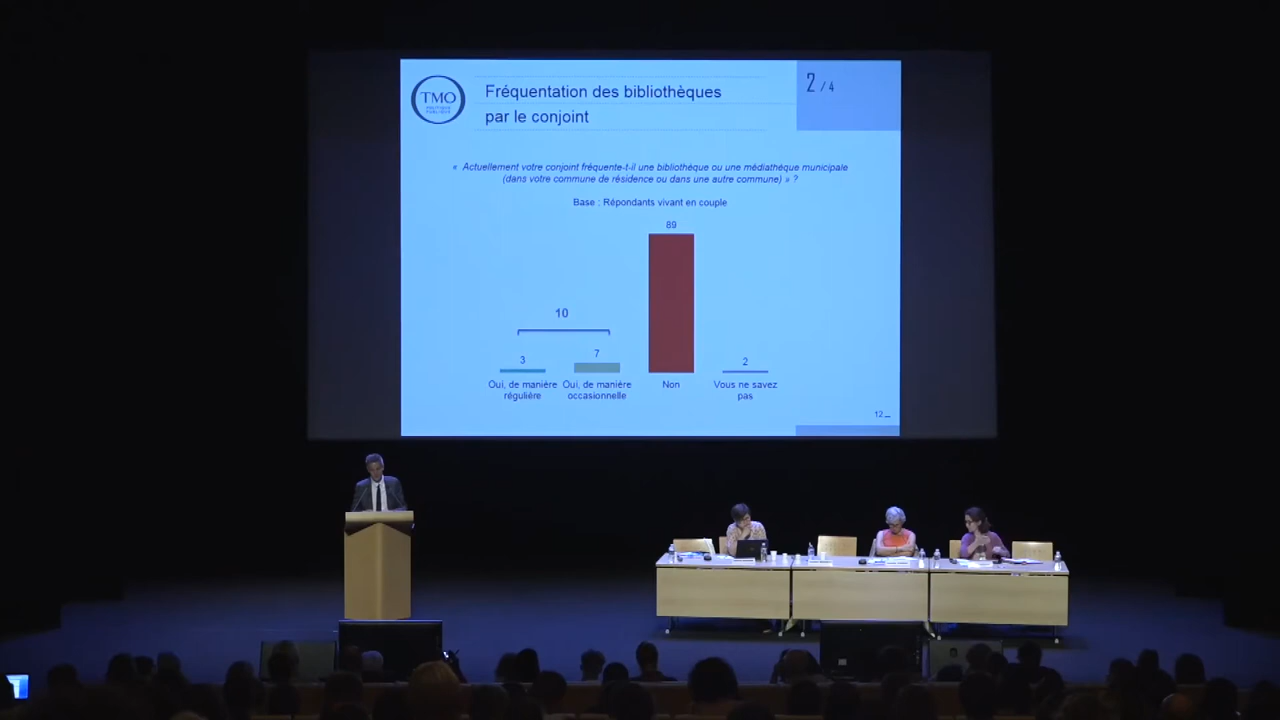 TMO
POLITIQUES
PUBLIQUES
Fréquentation des bibliothèques
par le conjoint
2 / 4
« Actuellement votre conjoint fréquente-t-il une bibliothèque ou une médiathèque municipale
(dans votre commune de résidence ou dans une autre commune) » ?
Base : Répondants vivant en couple
89
10
3
7
2
Oui, de manière
régulière
Oui, de manière
occasionnelle
Non
Vous ne savez
pas
12